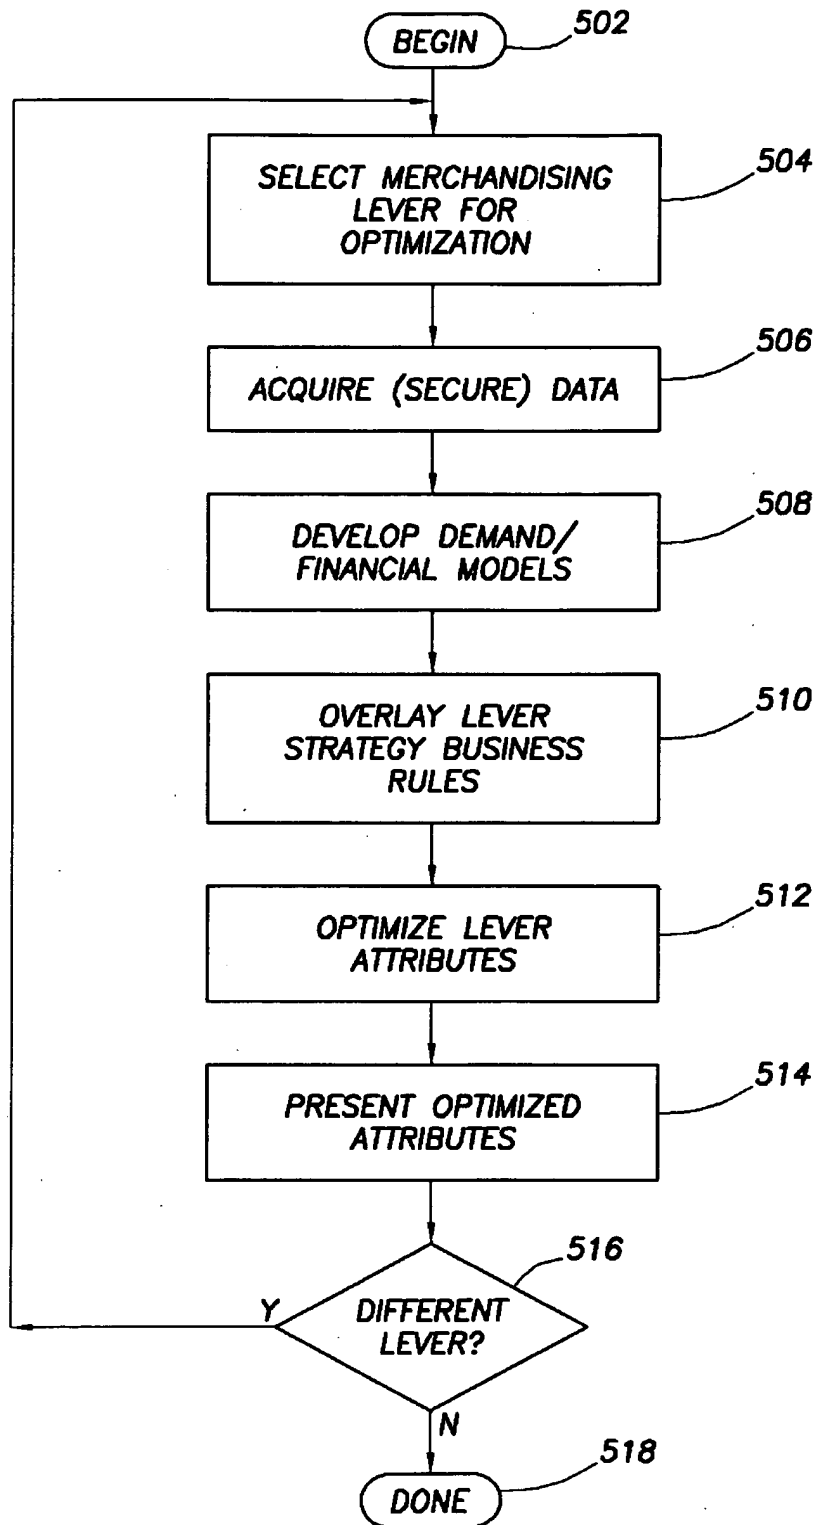 BEGIN
502
SELECT MERCHANDISING
LEVER FOR
OPTIMIZATION
504
ACQUIRE (SECURE) DATA
506
DEVELOP DEMAND/
FINANCIAL MODELS
508
OVERLAY LEVER
STRATEGY BUSINESS
RULES
510
OPTIMIZE LEVER
ATTRIBUTES
512
PRESENT OPTIMIZED
ATTRIBUTES
514
DIFFERENT
LEVER?
516
Y
N
DONE
518